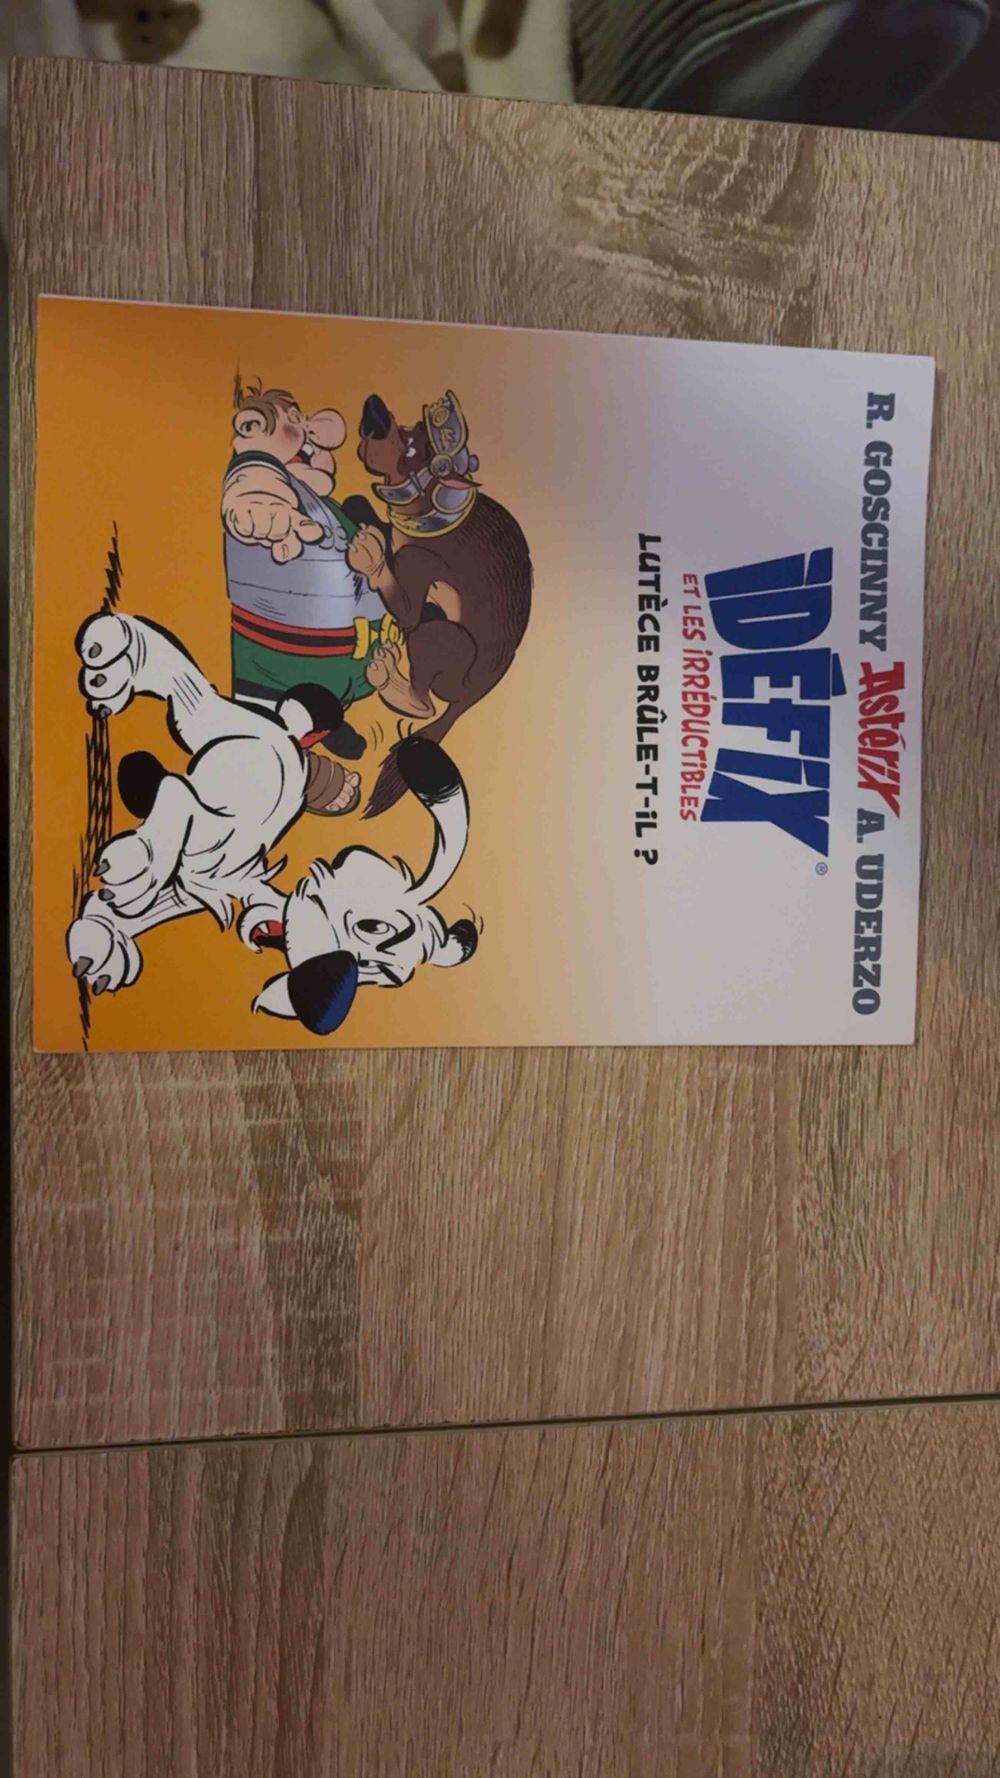 R. GOSCINNY Astérix A. UDERZO
iDÉFiX®
ET LES iRRÉDUCTiBLES
LUTÈCE BRÛLE-T-iL ?